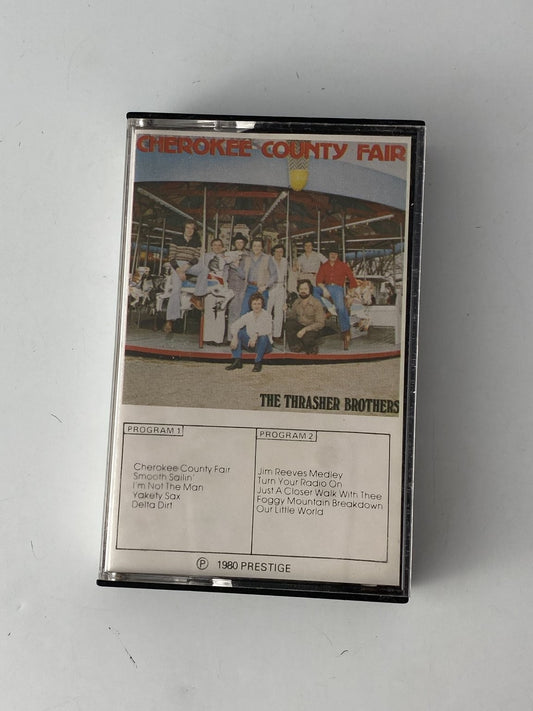 CHEROKEE COUNTY FAIR
THE THRASHER BROTHERS
PROGRAM 1
Cherokee County Fair
Smooth Sailin'
I'm Not The Man
Yakety Sax
Delta Dirt
PROGRAM 2
Jim Reeves Medley
Turn Your Radio On
Just A Closer Walk With Thee
Foggy Mountain Breakdown
Our Little World
Ⓟ 1980 PRESTIGE